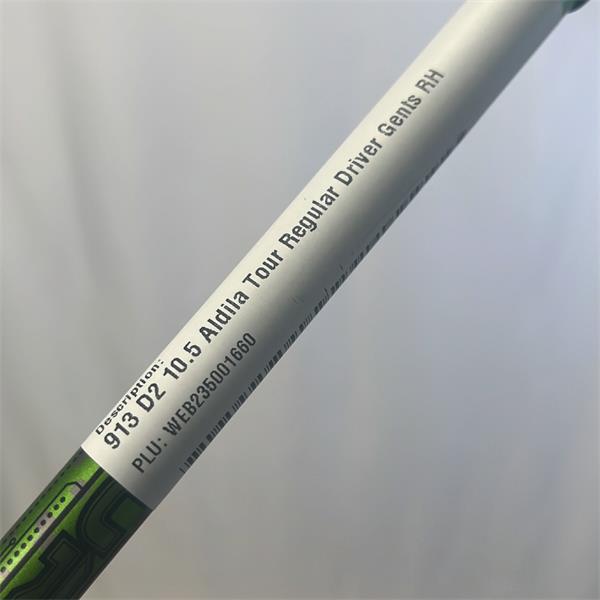 Description:
913 D2 10.5 Aldila Tour Regular Driver Gents RH
PLU: WEB235001660